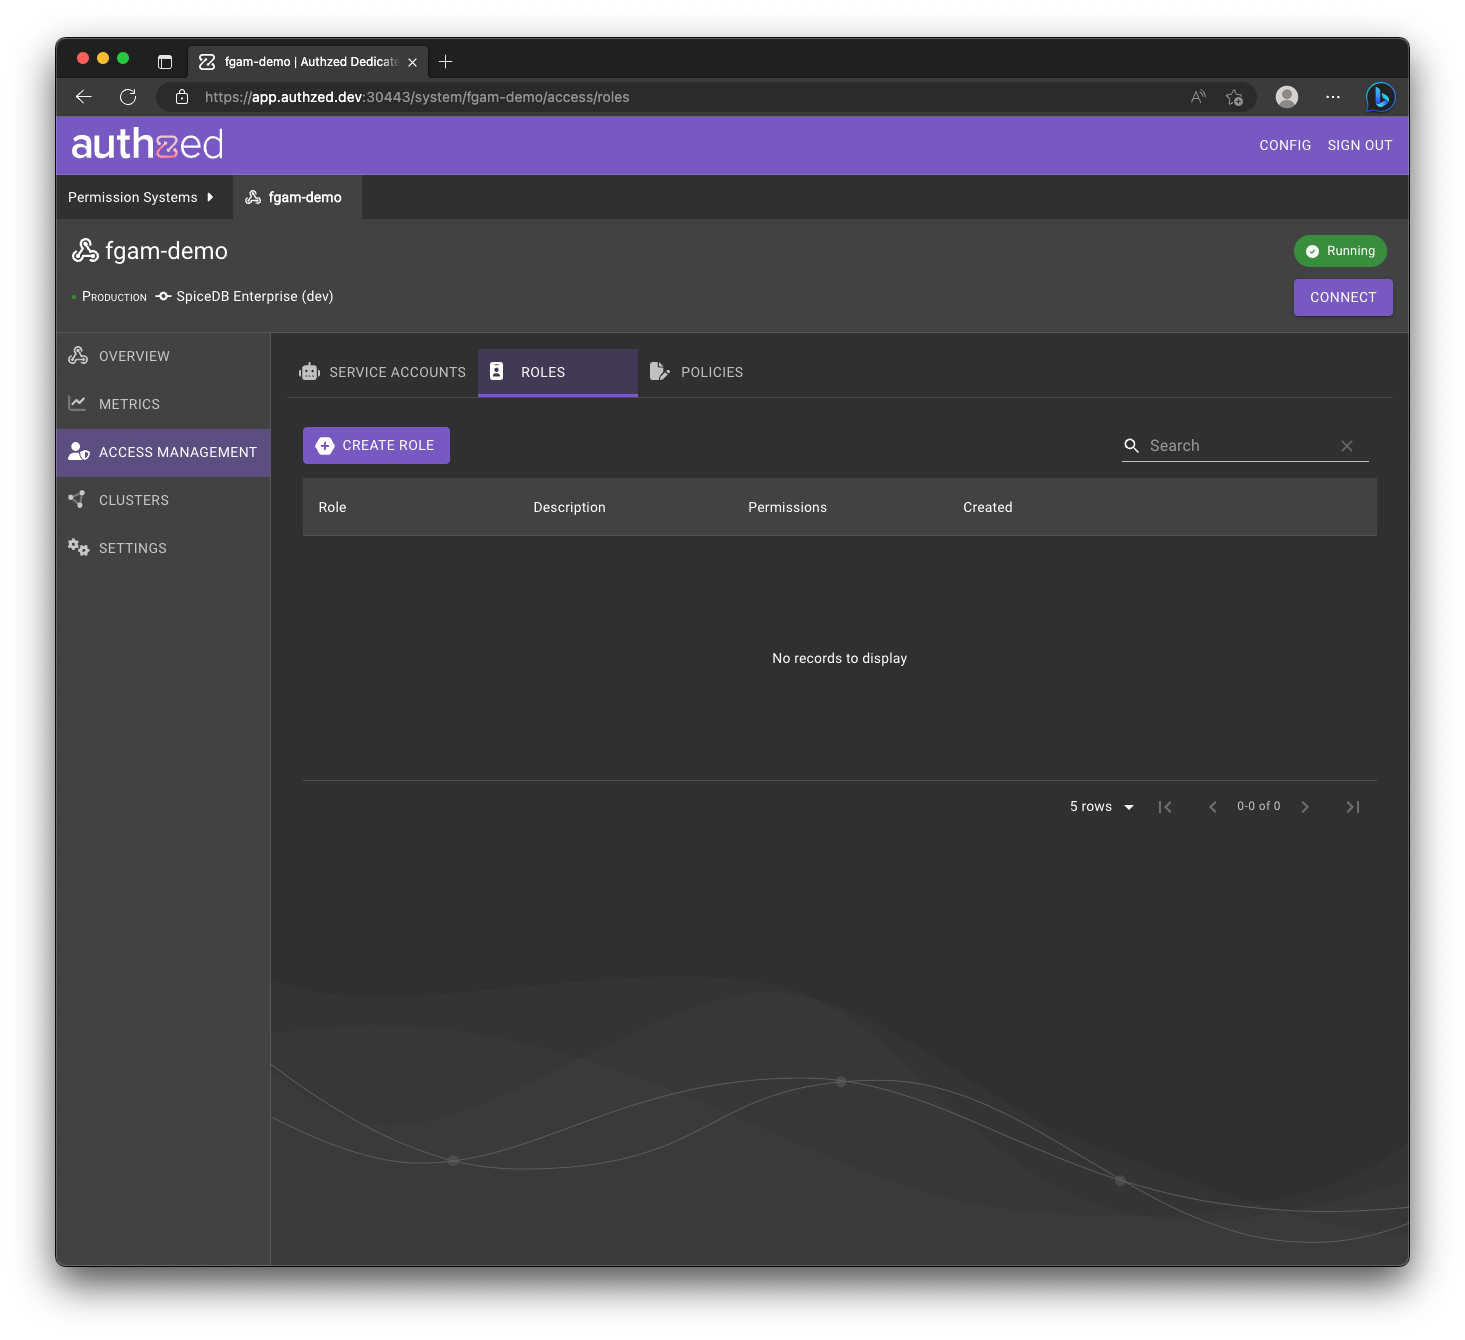 fgam-demo | Authzed Dedicate
https://app.authzed.dev:30443/system/fgam-demo/access/roles
authzed
CONFIG SIGN OUT
Permission Systems fgam-demo
fgam-demo
Running
PRODUCTION SpiceDB Enterprise (dev)
CONNECT
OVERVIEW
METRICS
ACCESS MANAGEMENT
CLUSTERS
SETTINGS
SERVICE ACCOUNTS ROLES POLICIES
CREATE ROLE
Search
Role Description Permissions Created
No records to display
5 rows 0-0 of 0